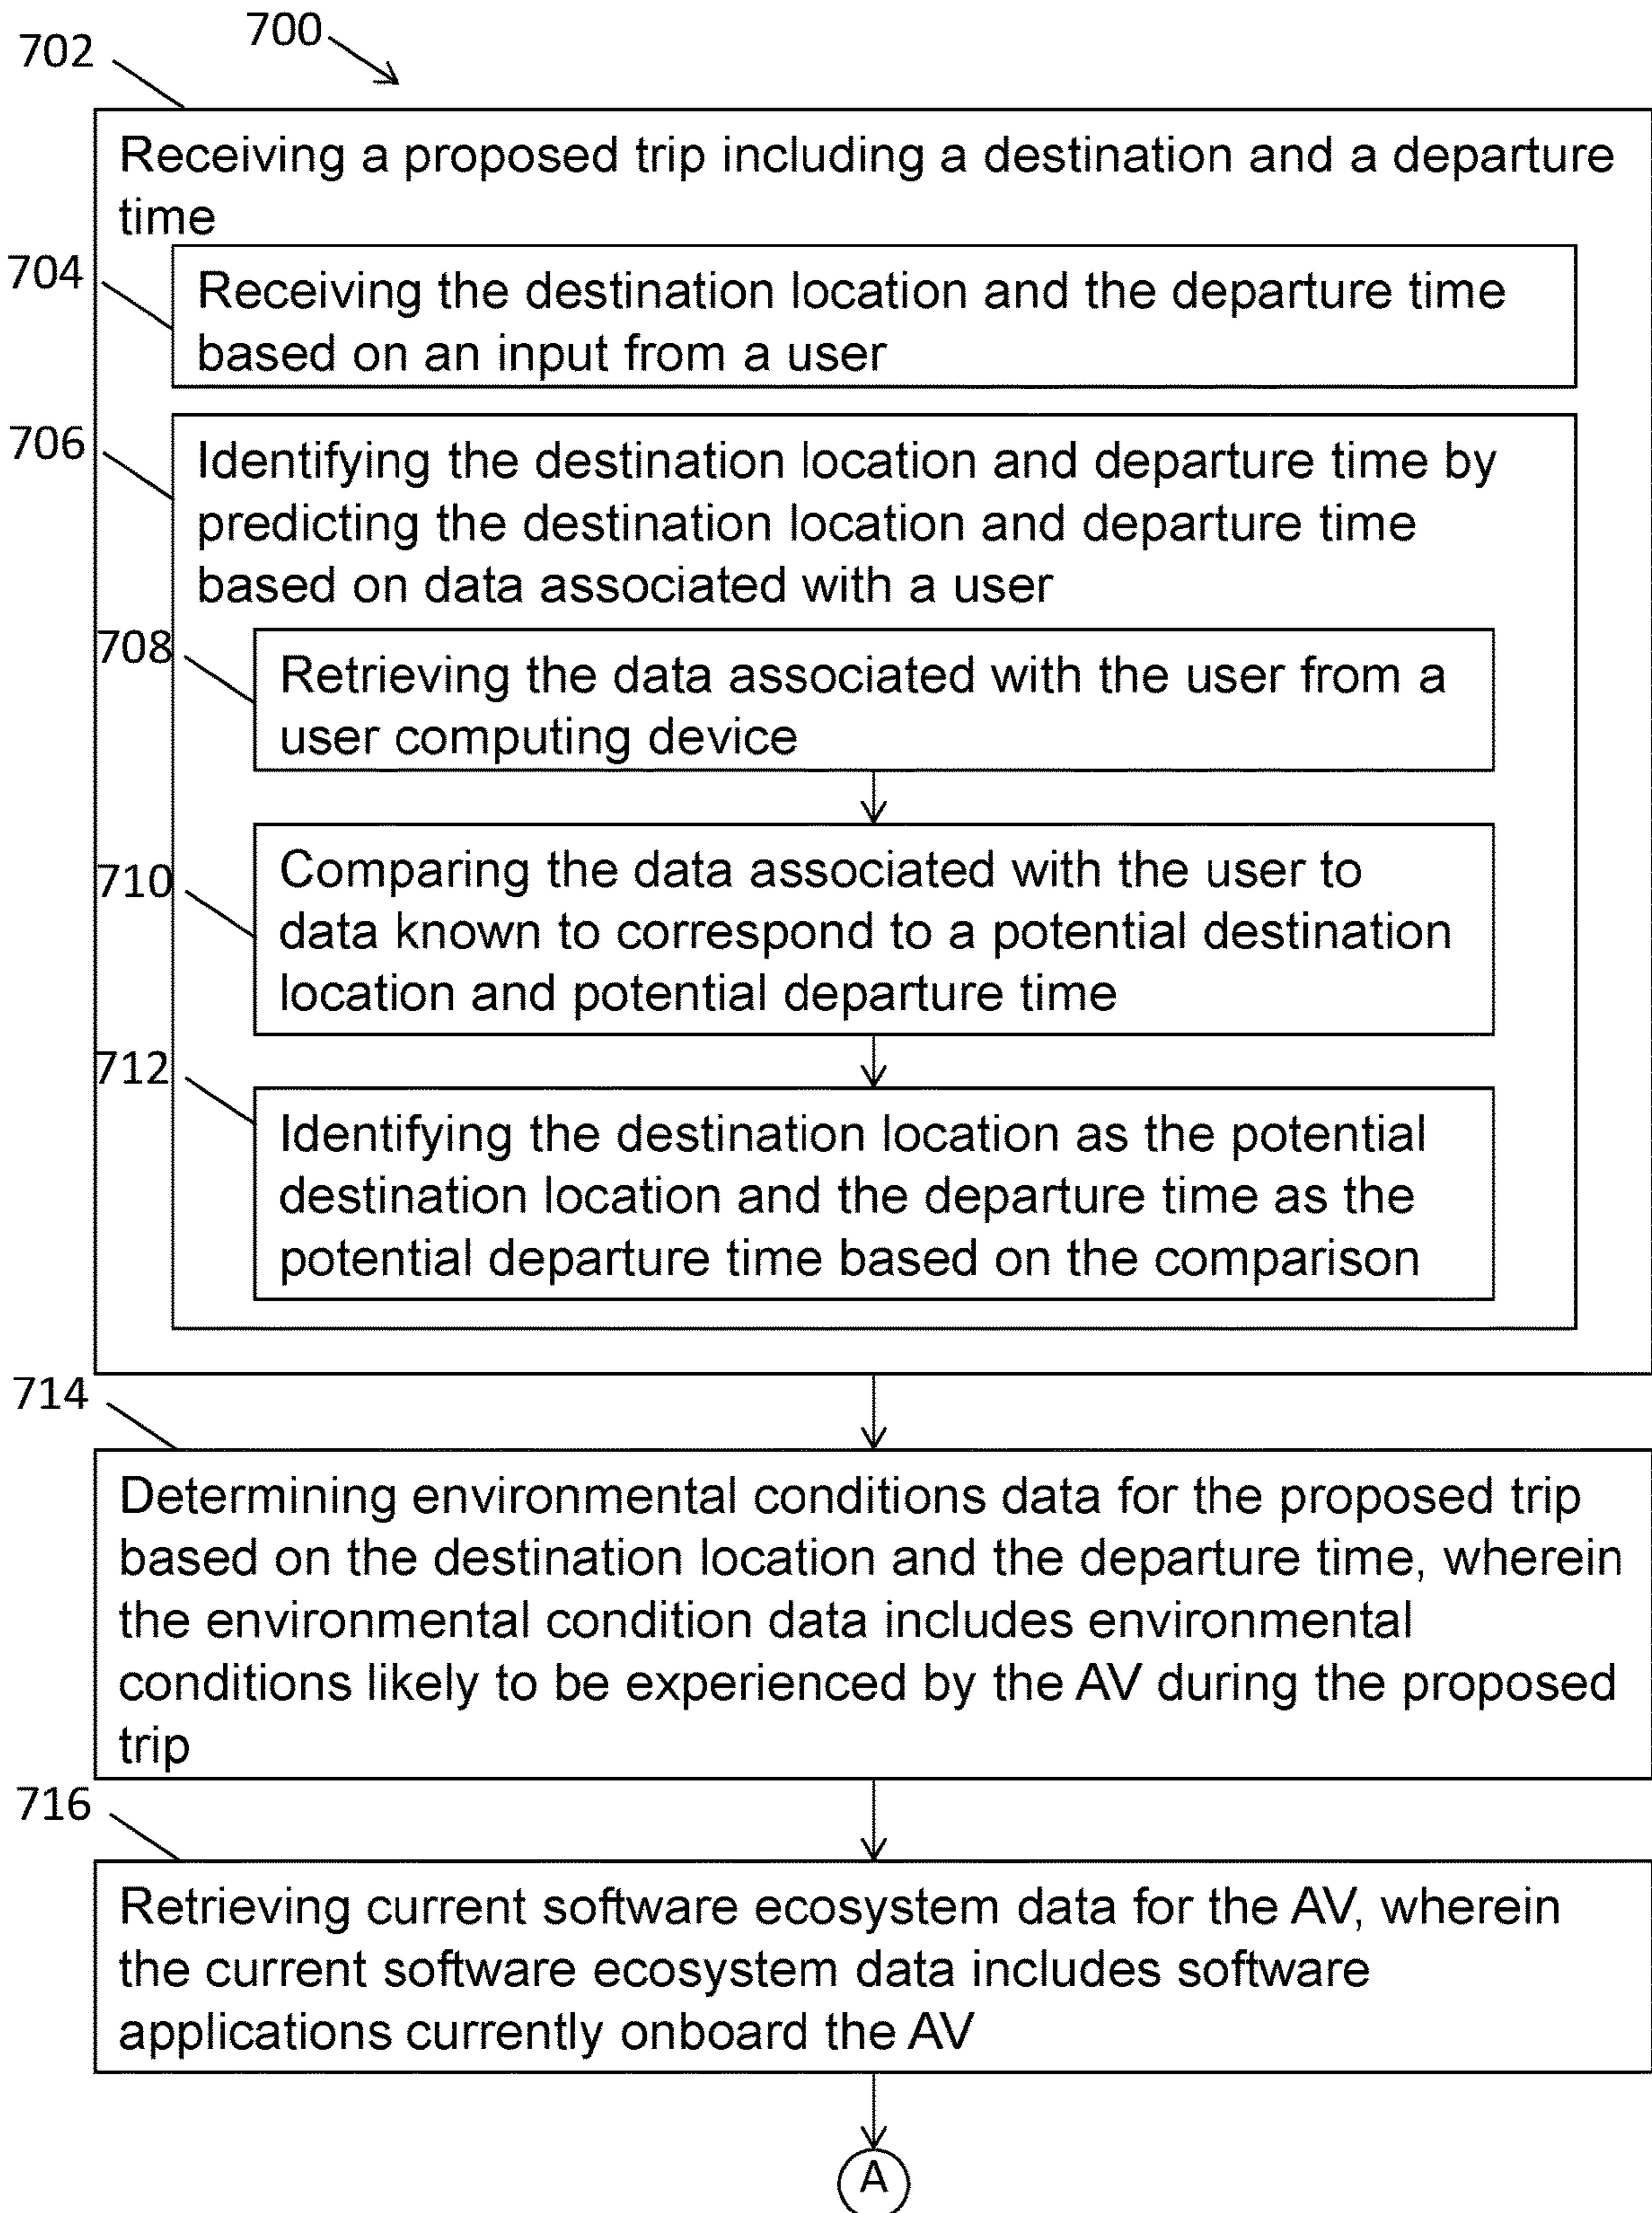 700
702
Receiving a proposed trip including a destination and a departure
time
704
Receiving the destination location and the departure time
based on an input from a user
706
Identifying the destination location and departure time by
predicting the destination location and departure time
based on data associated with a user
708
Retrieving the data associated with the user from a
user computing device
710
Comparing the data associated with the user to
data known to correspond to a potential destination
location and potential departure time
712
Identifying the destination location as the potential
destination location and the departure time as the
potential departure time based on the comparison
714
Determining environmental conditions data for the proposed trip
based on the destination location and the departure time, wherein
the environmental condition data includes environmental
conditions likely to be experienced by the AV during the proposed
trip
716
Retrieving current software ecosystem data for the AV, wherein
the current software ecosystem data includes software
applications currently onboard the AV
A